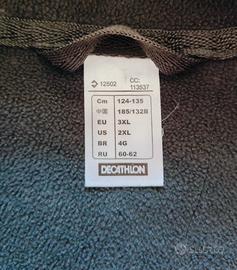 12502 CC: 113537
Cm 124-135
中国 185/132B
EU 3XL
US 2XL
BR 4G
RU 60-62
DECATHLON
subito